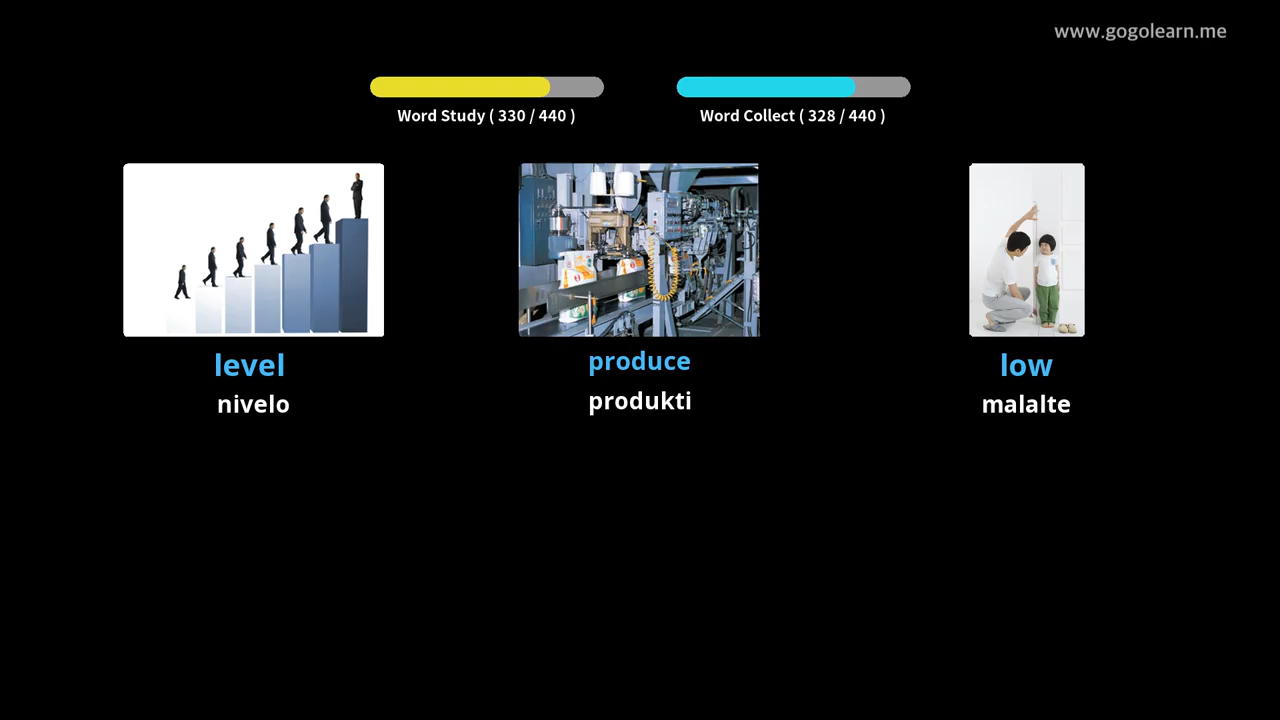 www.gogolearn.me
Word Study ( 330 / 440 )
Word Collect ( 328 / 440 )
level
nivelo
produce
produkti
low
malalte